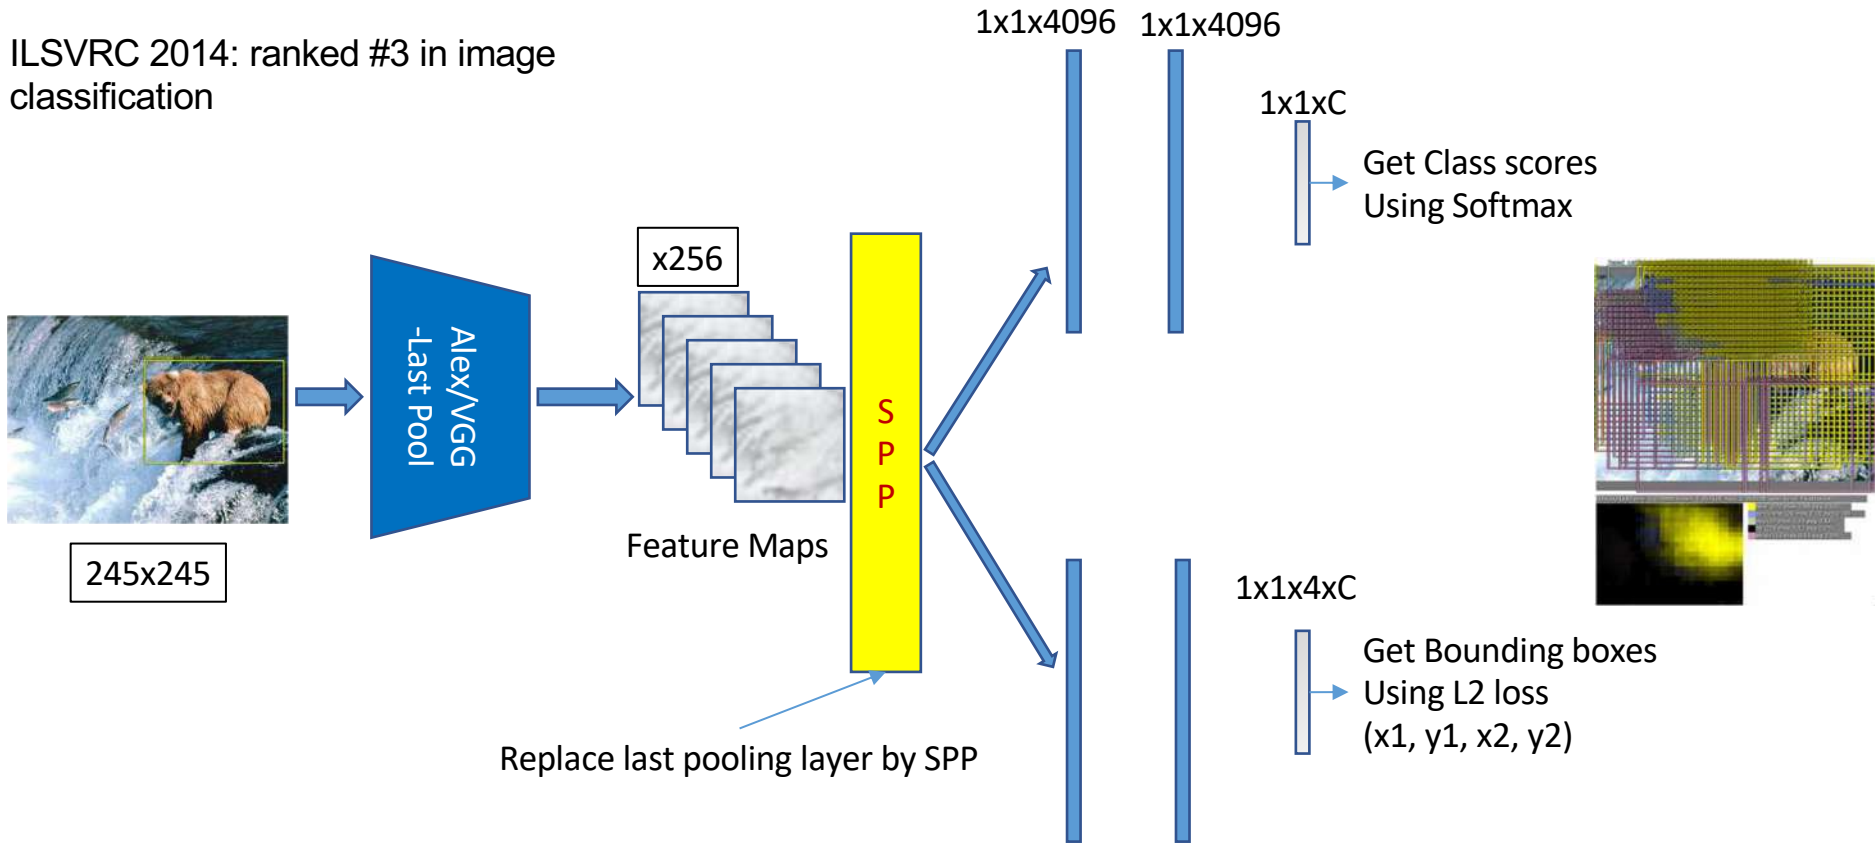 ILSVRC 2014: ranked #3 in image
classification
1x1x4096 1x1x4096
1x1xC
Get Class scores
Using Softmax
x256
Alex/VGG
-Last Pool
S
P
P
Feature Maps
245x245
1x1x4xC
Get Bounding boxes
Using L2 loss
(x1, y1, x2, y2)
Replace last pooling layer by SPP